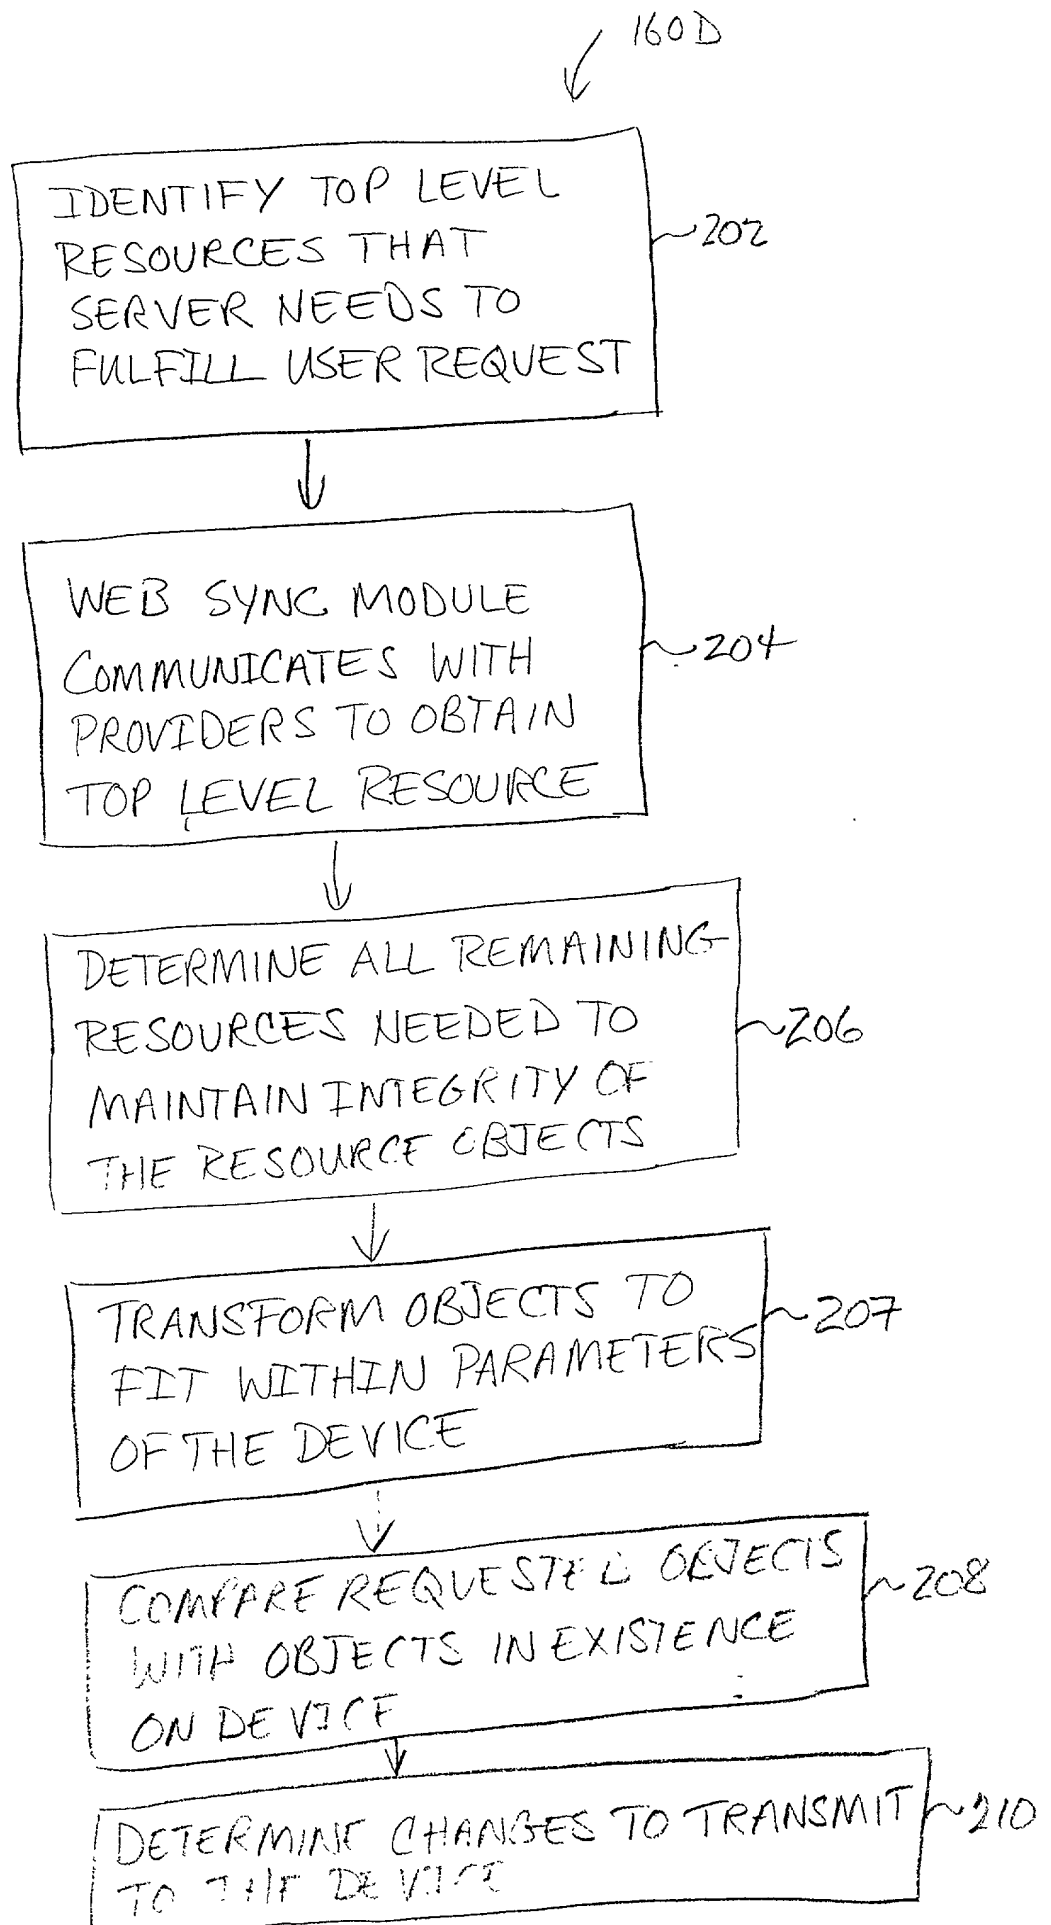 160D
IDENTIFY TOP LEVEL
RESOURCES THAT
SERVER NEEDS TO
FULFILL USER REQUEST
202
WEB SYNC MODULE
COMMUNICATES WITH
PROVIDERS TO OBTAIN
TOP LEVEL RESOURCE
204
DETERMINE ALL REMAINING
RESOURCES NEEDED TO
MAINTAIN INTEGRITY OF
THE RESOURCE OBJECTS
206
TRANSFORM OBJECTS TO
FIT WITHIN PARAMETERS
OF THE DEVICE
207
COMPARE REQUESTED OBJECTS
WITH OBJECTS IN EXISTENCE
ON DEVICE
208
DETERMINE CHANGES TO TRANSMIT
TO THE DEVICE
210